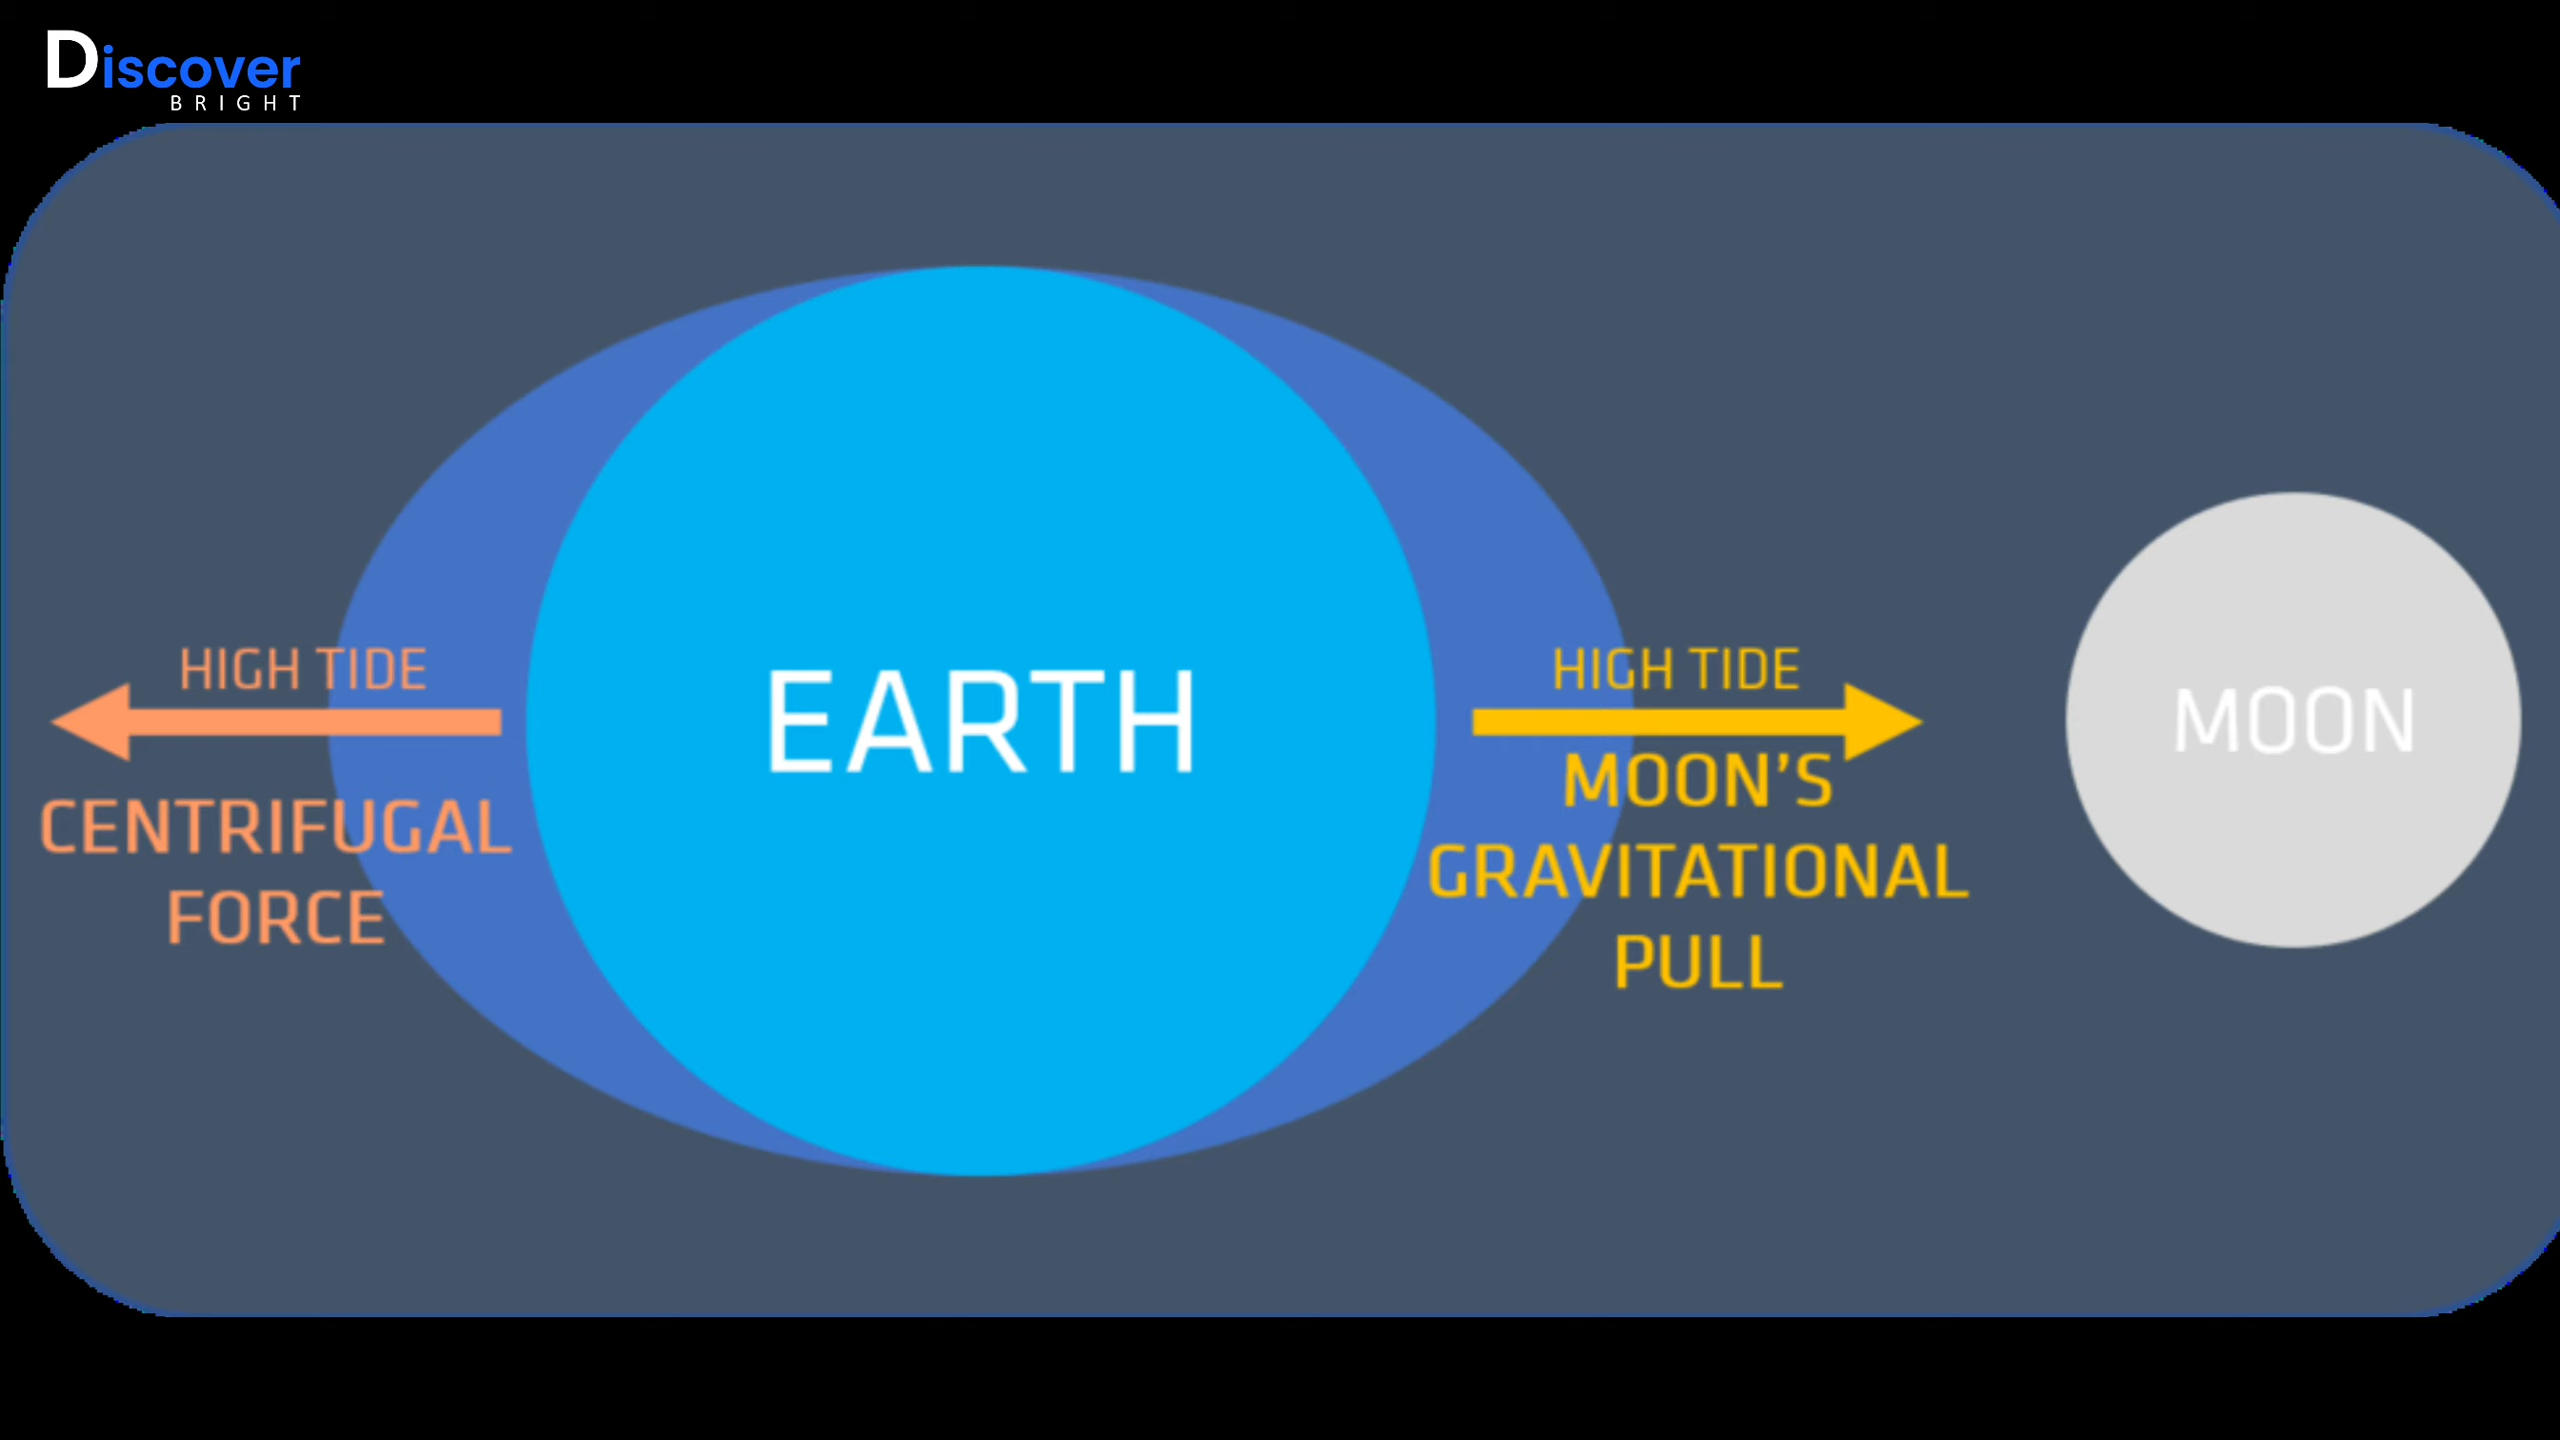 Discover
BRIGHT
HIGH TIDE
CENTRIFUGAL
FORCE
EARTH
HIGH TIDE
MOON'S
GRAVITATIONAL
PULL
MOON